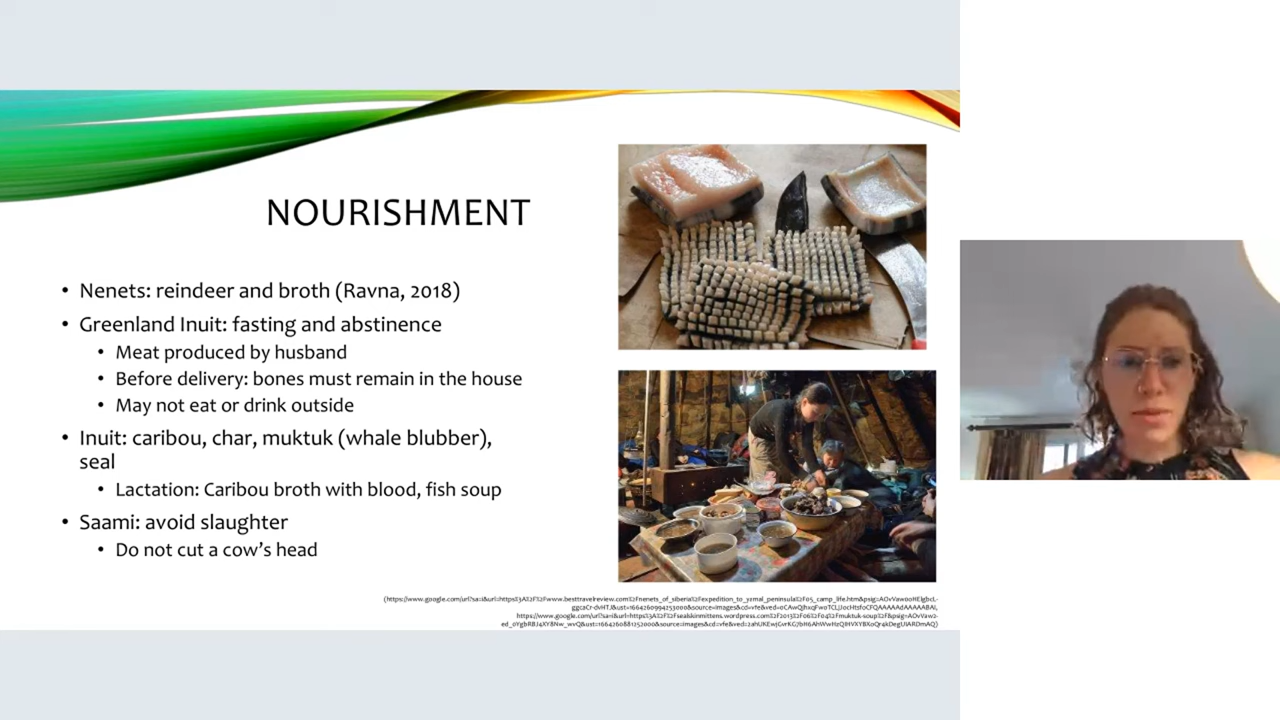 NOURISHMENT
• Nenets: reindeer and broth (Ravna, 2018)
• Greenland Inuit: fasting and abstinence
• Meat produced by husband
• Before delivery: bones must remain in the house
• May not eat or drink outside
• Inuit: caribou, char, muktuk (whale blubber),
seal
• Lactation: Caribou broth with blood, fish soup
• Saami: avoid slaughter
• Do not cut a cow's head